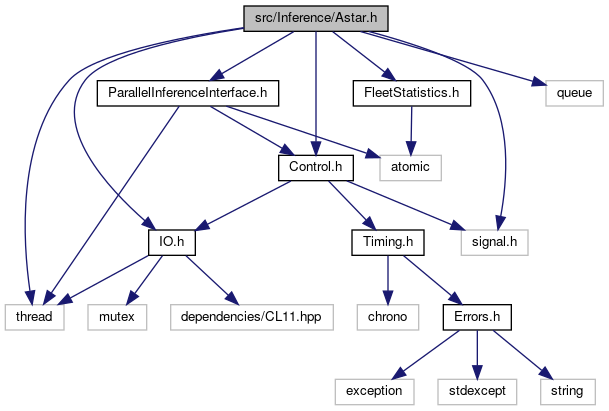 src/Inference/Astar.h
ParallelInferenceInterface.h
FleetStatistics.h
queue
Control.h
atomic
IO.h
Timing.h
signal.h
thread
mutex
dependencies/CL11.hpp
chrono
Errors.h
exception
stdexcept
string